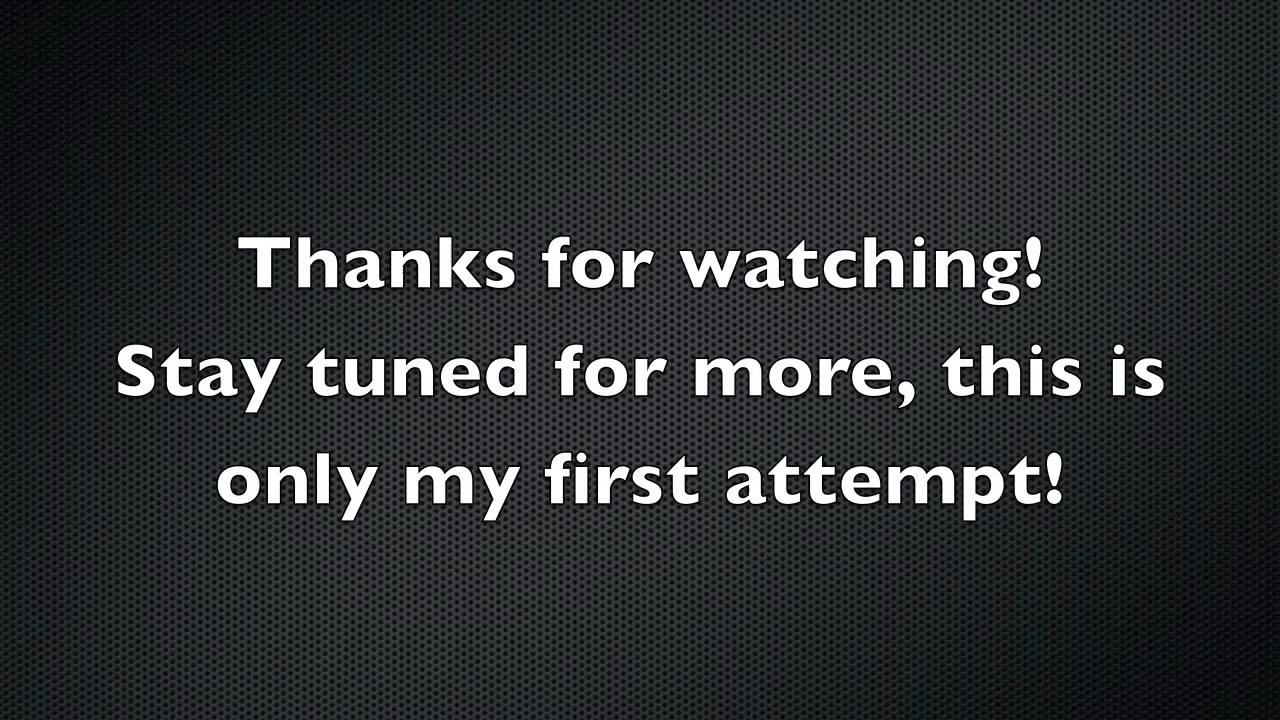 Thanks for watching!
Stay tuned for more, this is
only my first attempt!